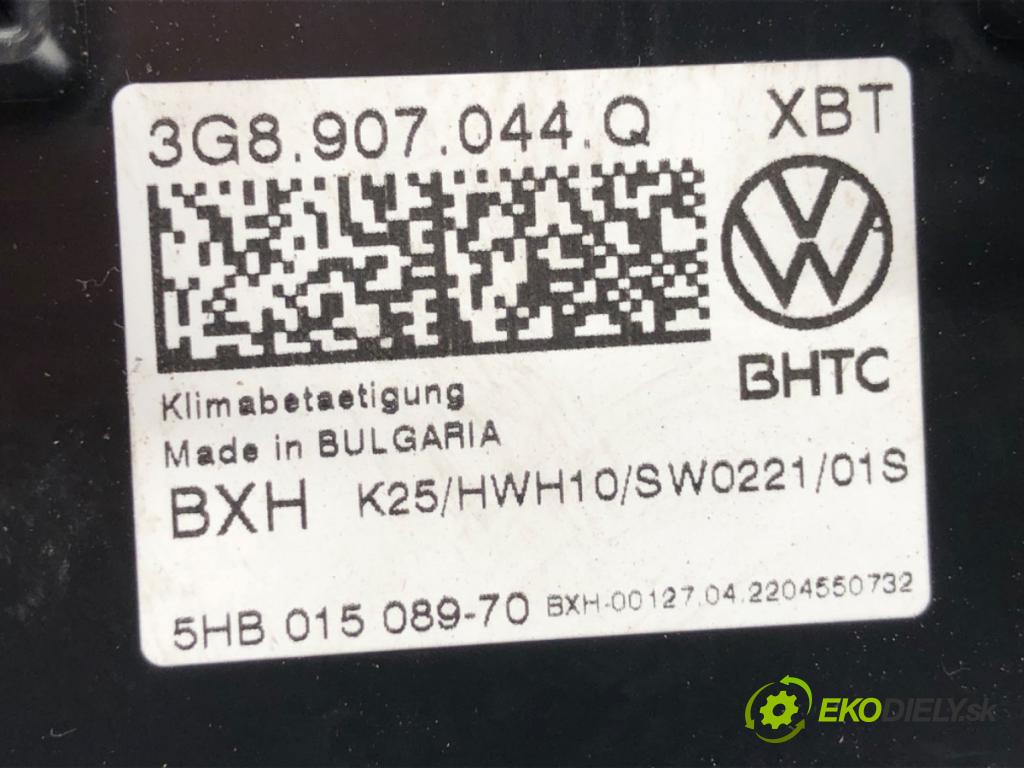 3G8.907.044.Q XBT
BHTC
Klimabetaetigung
Made in BULGARIA
BXH K25/HWH10/SW0221/01S
5HB 015 089-70 BXH-00127.04.2204550732
EKODIELY.sk